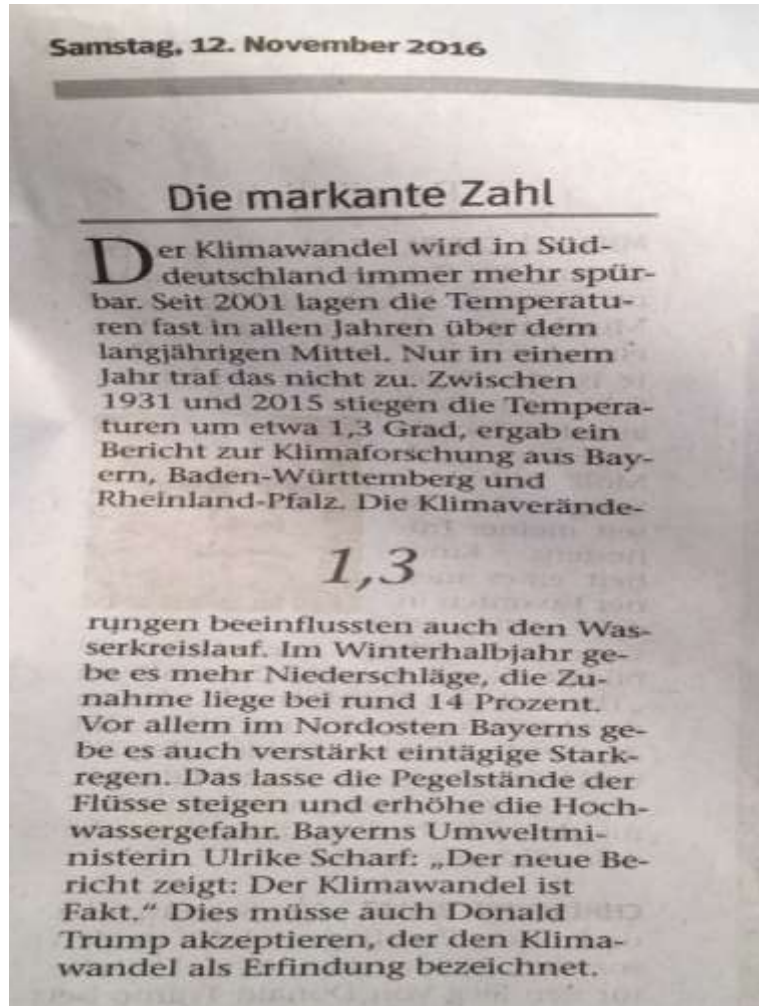 Samstag, 12. November 2016
Die markante Zahl
Der Klimawandel wird in Süd-
deutschland immer mehr spür-
bar. Seit 2001 lagen die Temperatu-
ren fast in allen Jahren über dem
langjährigen Mittel. Nur in einem
Jahr traf das nicht zu. Zwischen
1931 und 2015 stiegen die Tempera-
turen um etwa 1,3 Grad, ergab ein
Bericht zur Klimaforschung aus Bay-
ern, Baden-Württemberg und
Rheinland-Pfalz. Die Klimaverände-
1,3
rungen beeinflussten auch den Was-
serkreislauf. Im Winterhalbjahr ge-
be es mehr Niederschläge, die Zu-
nahme liege bei rund 14 Prozent.
Vor allem im Nordosten Bayerns ge-
be es auch verstärkt eintägige Stark-
regen. Das lasse die Pegelstände der
Flüsse steigen und erhöhe die Hoch-
wassergefahr. Bayerns Umweltmi-
nisterin Ulrike Scharf: „Der neue Be-
richt zeigt: Der Klimawandel ist
Fakt.“ Dies müsse auch Donald
Trump akzeptieren, der den Klima-
wandel als Erfindung bezeichnet.